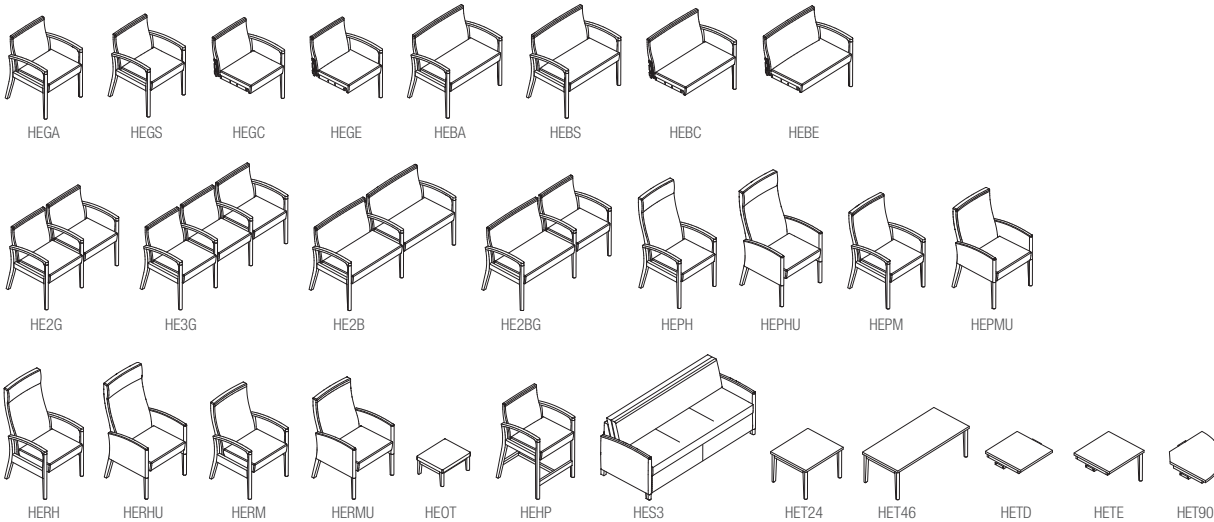 HEGA HEGS HEGC HEGE HEBA HEBS HEBC HEBE
HE2G HE3G HE2B HE2BG HEPH HEPHU HEPM HEPMU
HERH HERHU HERM HERMU HEOT HEHP HES3 HET24 HET46 HETD HETE HET90